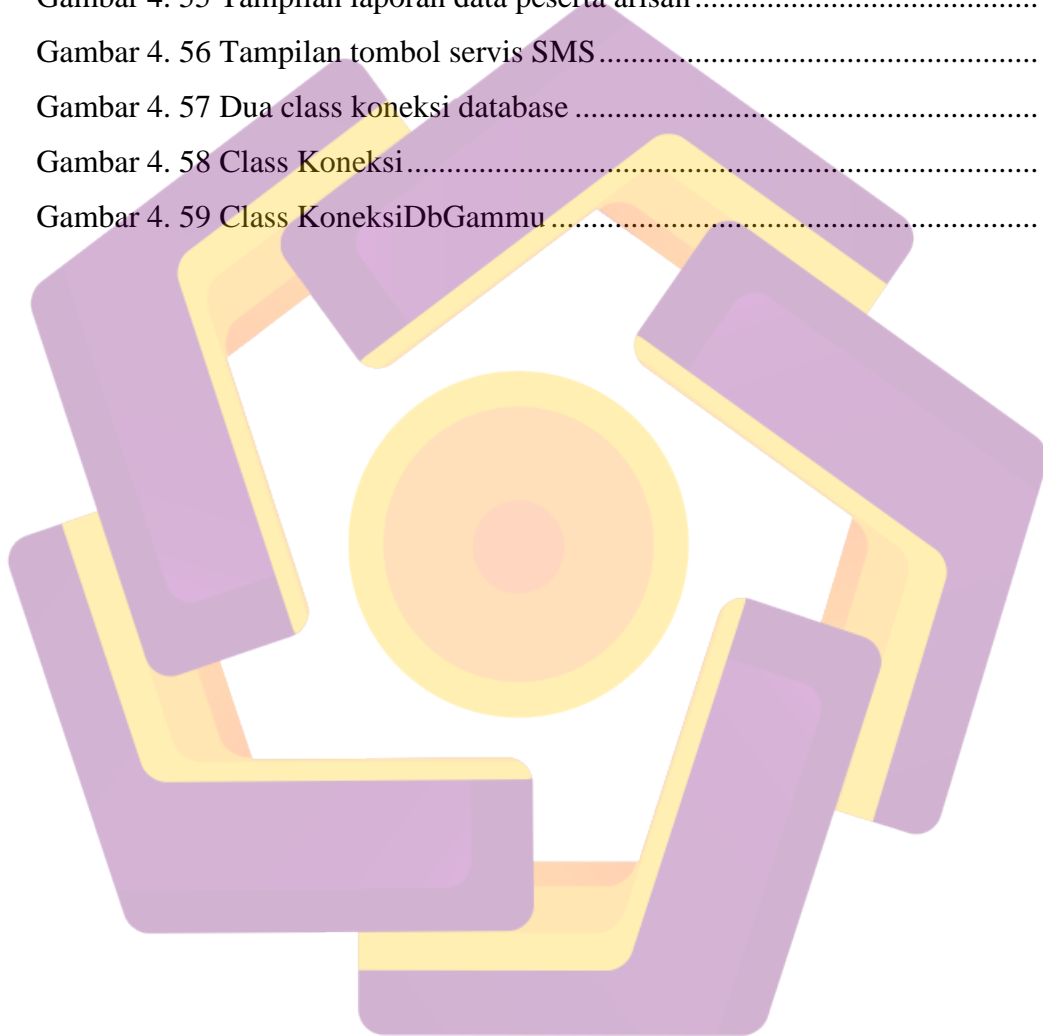 Gambar 4. 55 Tampilan laporan data peserta arisan.......................................................
Gambar 4. 56 Tampilan tombol servis SMS..................................................................
Gambar 4. 57 Dua class koneksi database .....................................................................
Gambar 4. 58 Class Koneksi...........................................................................................
Gambar 4. 59 Class KoneksiDbGammu ........................................................................